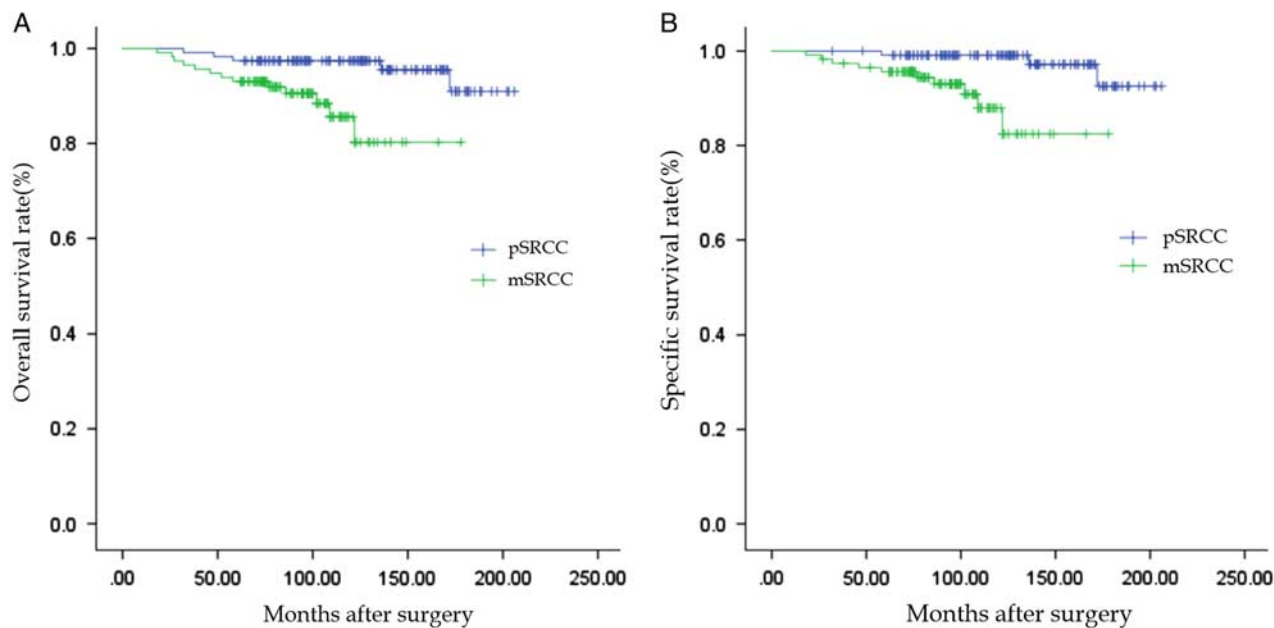 A
Overall survival rate(%)
1.0
0.8
0.6
0.4
0.2
0.0
.00 50.00 100.00 150.00 200.00 250.00
Months after surgery
pSRCC
mSRCC
B
Specific survival rate(%)
1.0
0.8
0.6
0.4
0.2
0.0
.00 50.00 100.00 150.00 200.00 250.00
Months after surgery
pSRCC
mSRCC